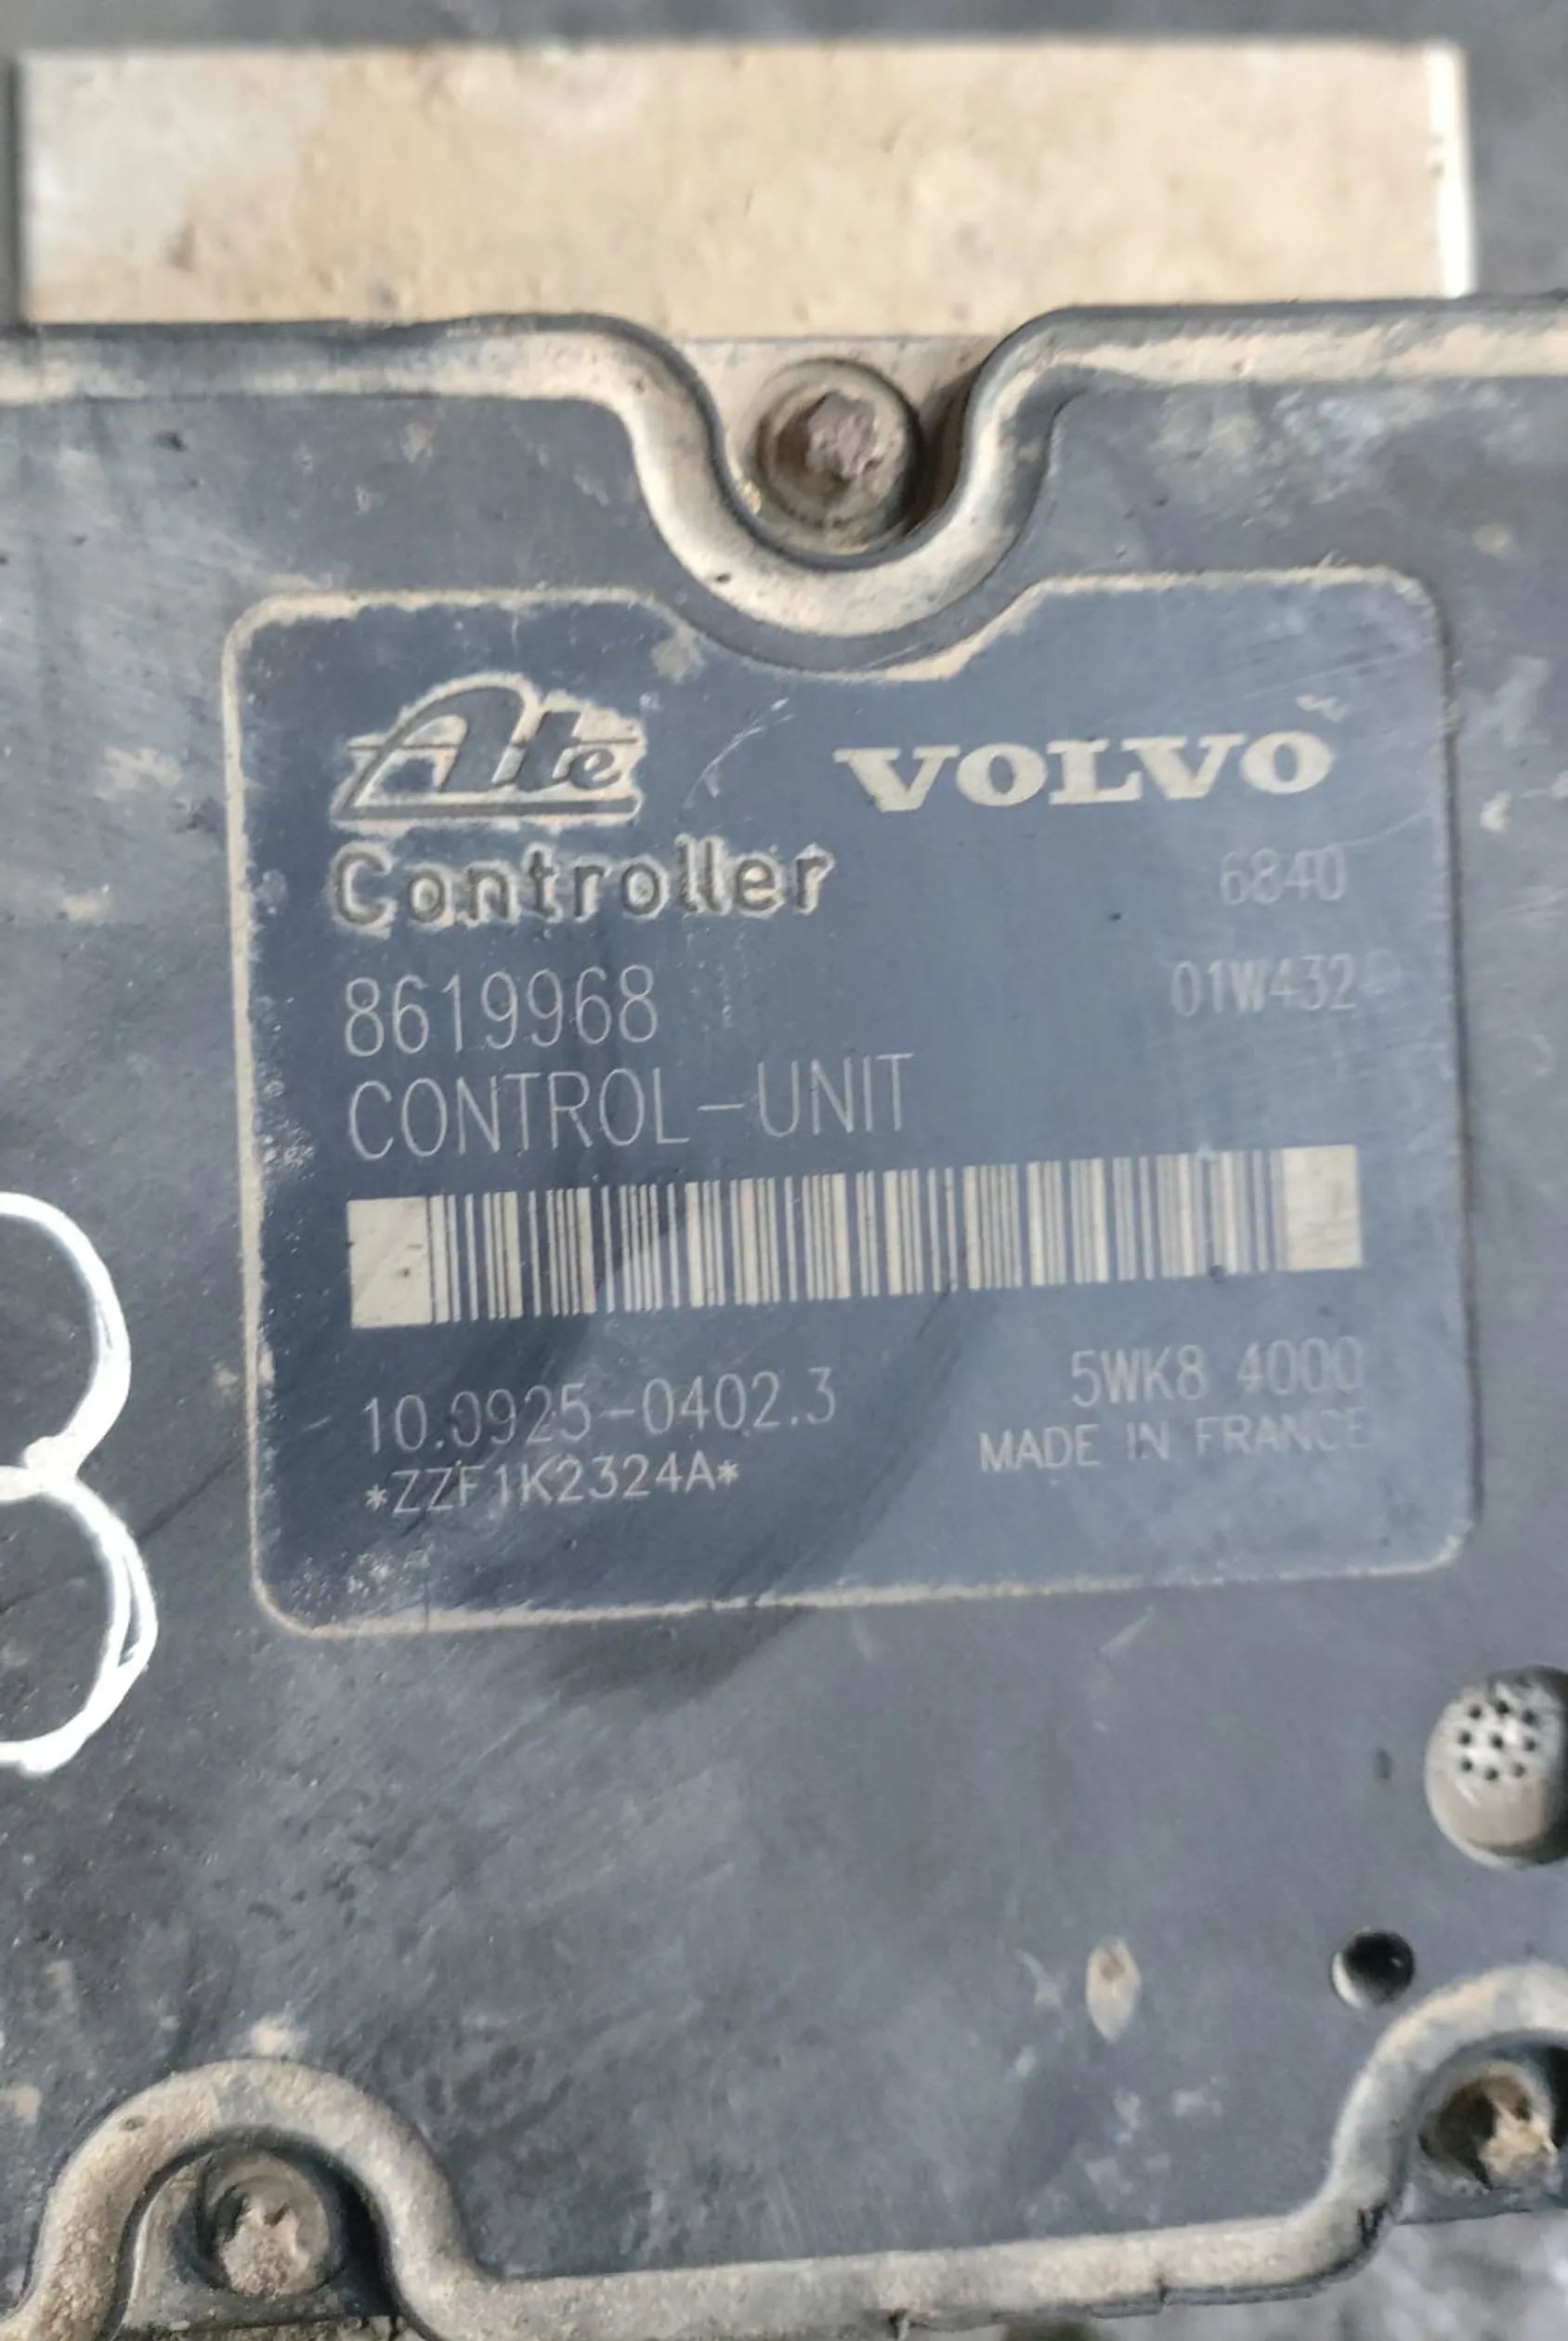 Ate VOLVO
Controller 6840
8619968 01W432
CONTROL-UNIT
10.0925-0402.3 5WK8 4000
*ZZF1K2324A* MADE IN FRANCE